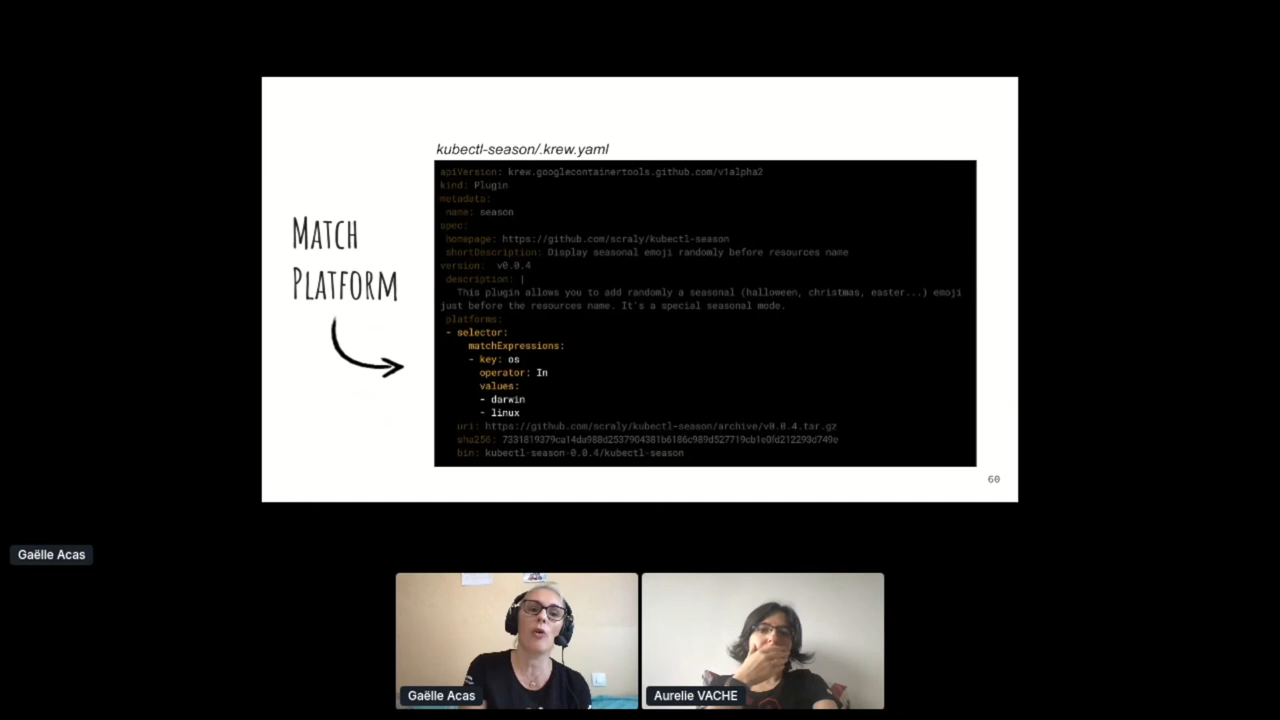 kubectl-season/.krew.yaml
MATCH
PLATFORM
apiVersion: krew.googlecontainertools.github.com/v1alpha2
kind: Plugin
metadata:
name: season
spec:
homepage: https://github.com/scraly/kubectl-season
shortDescription: Display seasonal emoji randomly before resources name
version: v0.0.4
description: |
This plugin allows you to add randomly a seasonal (halloween, christmas, easter...) emoji
just before the resources name. It's a special seasonal mode.
platforms:
- selector:
matchExpressions:
- key: os
operator: In
values:
- darwin
- linux
uri: https://github.com/scraly/kubectl-season/archive/v0.0.4.tar.gz
sha256:
bin: kubectl-season-0.0.4/kubectl-season
60
Gaëlle Acas
Gaëlle Acas
Aurelie VACHE